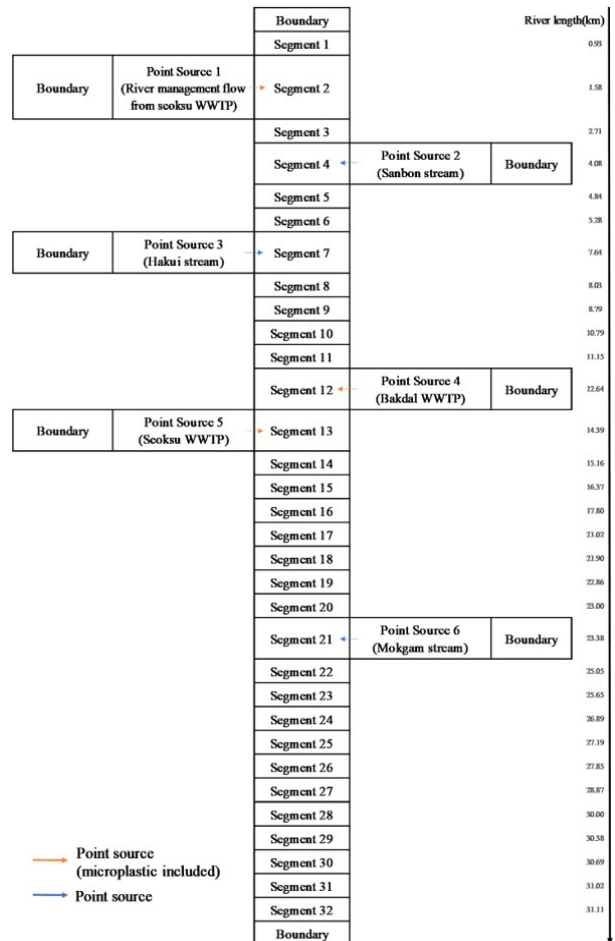 Boundary River length(km)
Segment 1 0.93
Boundary Point Source 1 (River management flow from seoksu WWTP) Segment 2 1.58
Segment 3 2.71
Segment 4 Point Source 2 (Sanbon stream) Boundary 4.08
Segment 5 4.84
Segment 6 5.28
Boundary Point Source 3 (Hakui stream) Segment 7 7.64
Segment 8 8.03
Segment 9 8.79
Segment 10 10.79
Segment 11 11.15
Segment 12 Point Source 4 (Bakdal WWTP) Boundary 12.64
Boundary Point Source 5 (Seoksu WWTP) Segment 13 14.39
Segment 14 15.16
Segment 15 16.37
Segment 16 17.80
Segment 17
Segment 18
Segment 19 22.86
Segment 20 23.00
Segment 21 Point Source 6 (Mokgam stream) Boundary 23.38
Segment 22 25.05
Segment 23 25.65
Segment 24 26.89
Segment 25 27.19
Segment 26 27.85
Segment 27 28.87
Segment 28 30.00
Segment 29 30.38
Segment 30 30.69
Segment 31 31.02
Segment 32 31.11
Boundary
Point source
(microplastic included)
Point source